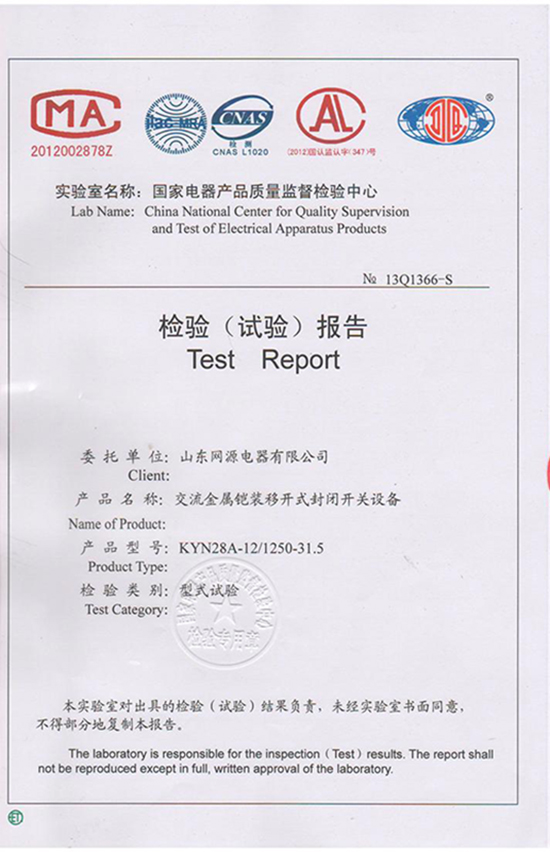 MA
2012002878Z
ilac-MRA
CNAS
检 测
CNAS L1020
CAL
(2012)国认监认字(347)号
®
实验室名称: 国家电器产品质量监督检验中心
Lab Name: China National Center for Quality Supervision
and Test of Electrical Apparatus Products
№ 13Q1366-S
检验（试验）报告
Test Report
委 托 单 位: 山东网源电器有限公司
Client:
产 品 名 称: 交流金属铠装移开式封闭开关设备
Name of Product:
产 品 型 号: KYN28A-12/1250-31.5
Product Type:
检 验 类 别: 型式试验
Test Category:
检验专用章
本实验室对出具的检验（试验）结果负责，未经实验室书面同意，
不得部分地复制本报告。
The laboratory is responsible for the inspection（Test）results. The report shall
not be reproduced except in full, written approval of the laboratory.